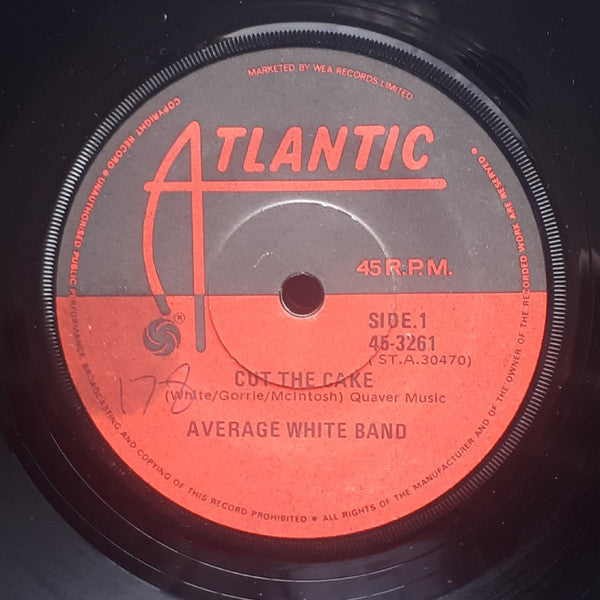 MARKETED BY WEA RECORDS LIMITED
ATLANTIC
45 R.P.M.
®
SIDE.1
45-3261
(ST.A.30470)
CUT THE CAKE
(White/Gorrie/McIntosh) Quaver Music
AVERAGE WHITE BAND
178
COPYRIGHT RECORD • UNAUTHORISED PUBLIC PERFORMANCE BROADCASTING AND COPYING OF THIS RECORD PROHIBITED • ALL RIGHTS OF THE MANUFACTURER AND OF THE OWNER OF THE RECORDED WORK ARE RESERVED •